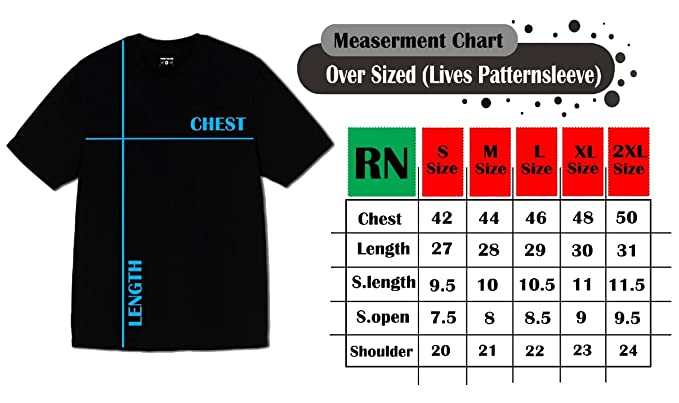 Measerment Chart
Over Sized (Lives Patternsleeve)
CHEST
LENGTH
RN S Size M Size L Size XL Size 2XL Size
Chest 42 44 46 48 50
Length 27 28 29 30 31
S.length 9.5 10 10.5 11 11.5
S.open 7.5 8 8.5 9 9.5
Shoulder 20 21 22 23 24